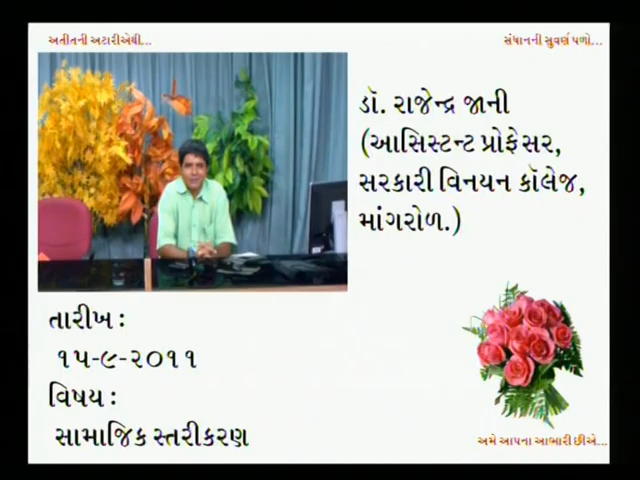 અતીતની અટારીએથી...
સંધાનની સુવર્ણ પળો...
ડૉ. રાજેન્દ્ર જાની
(આસિસ્ટન્ટ પ્રોફેસર,
સરકારી વિનયન કૉલેજ,
માંગરોળ.)
તારીખ :
૧૫-૯-૨૦૧૧
વિષય :
સામાજિક સ્તરીકરણ
અમે આપના આભારી છીએ...